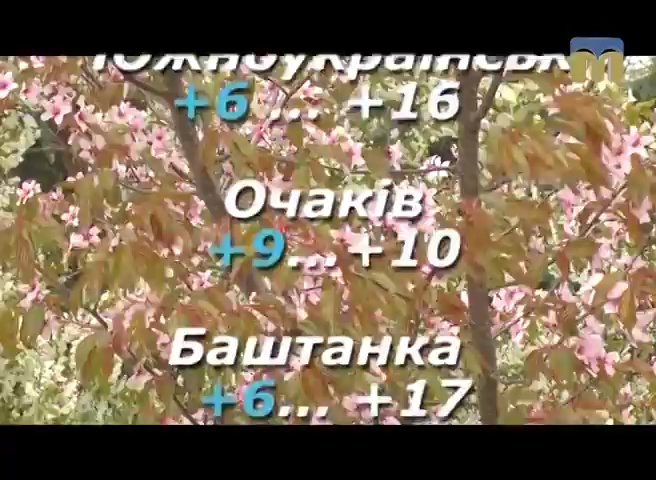 Южноукраїнськ
+6... +16
Очаків
+9... +10
Баштанка
+6... +17